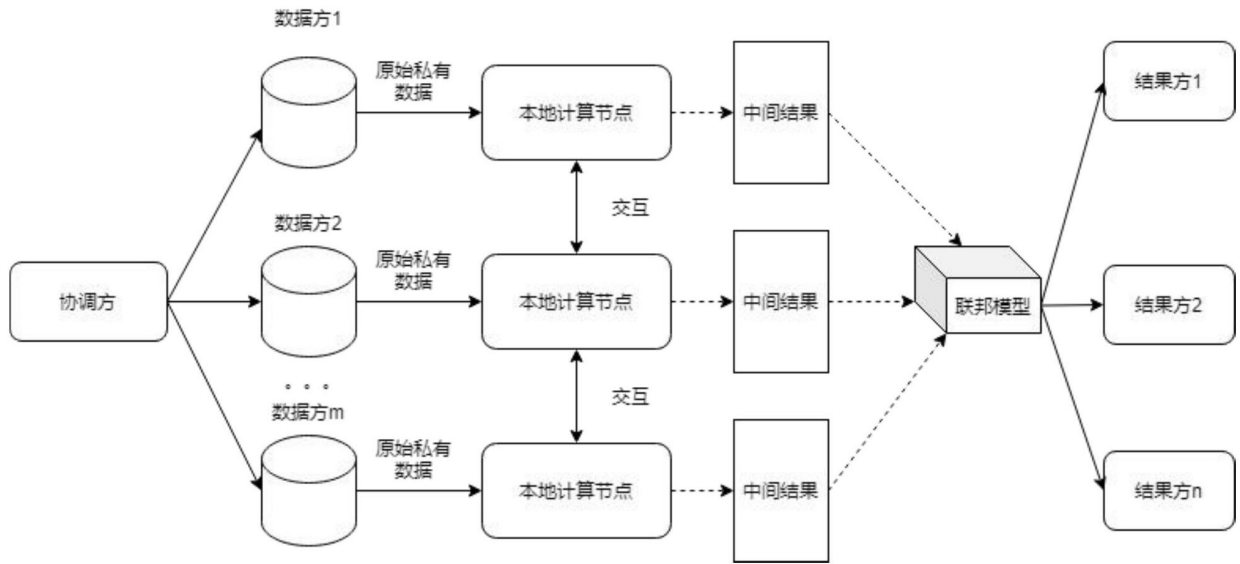 数据方1
原始私有
数据
本地计算节点
中间结果
结果方1
交互
数据方2
原始私有
数据
协调方
本地计算节点
中间结果
联邦模型
结果方2
。。。
交互
数据方m
原始私有
数据
本地计算节点
中间结果
结果方n